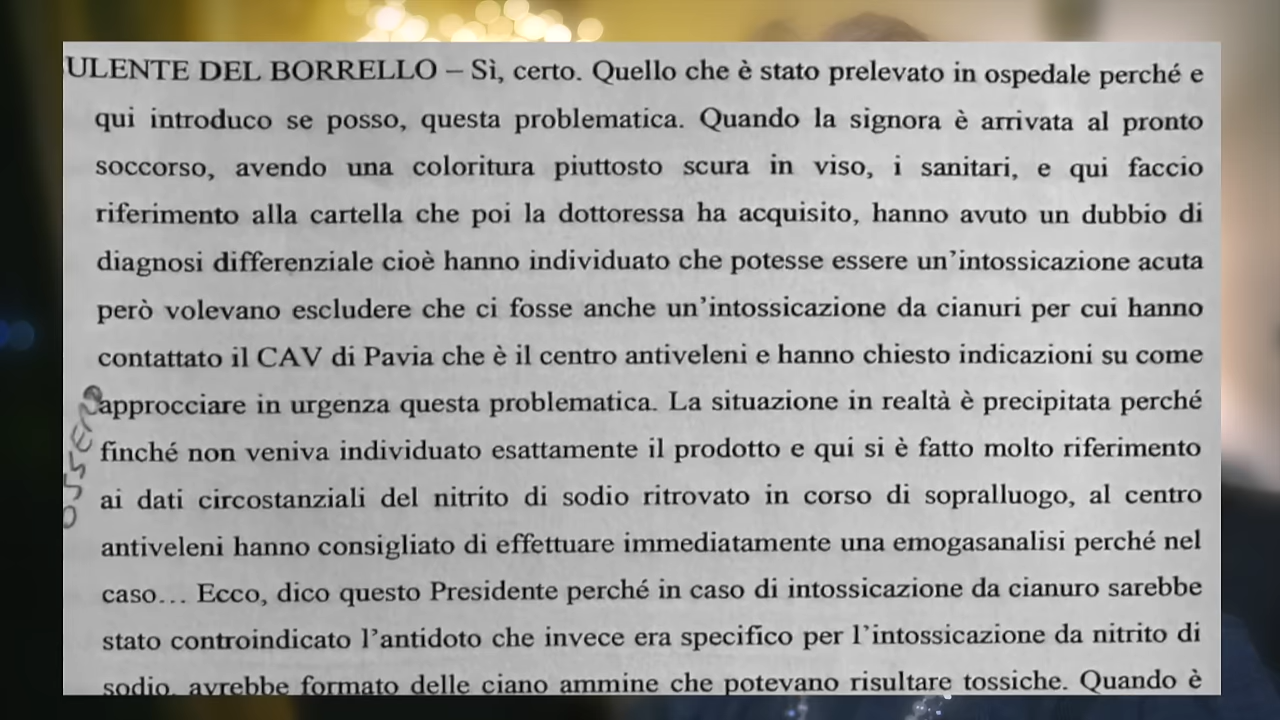 ULENTE DEL BORRELLO – Sì, certo. Quello che è stato prelevato in ospedale perché e
qui introduco se posso, questa problematica. Quando la signora è arrivata al pronto
soccorso, avendo una coloritura piuttosto scura in viso, i sanitari, e qui faccio
riferimento alla cartella che poi la dottoressa ha acquisito, hanno avuto un dubbio di
diagnosi differenziale cioè hanno individuato che potesse essere un'intossicazione acuta
però volevano escludere che ci fosse anche un'intossicazione da cianuri per cui hanno
contattato il CAV di Pavia che è il centro antiveleni e hanno chiesto indicazioni su come
approcciare in urgenza questa problematica. La situazione in realtà è precipitata perché
finché non veniva individuato esattamente il prodotto e qui si è fatto molto riferimento
ai dati circostanziali del nitrito di sodio ritrovato in corso di sopralluogo, al centro
antiveleni hanno consigliato di effettuare immediatamente una emogasanalisi perché nel
caso… Ecco, dico questo Presidente perché in caso di intossicazione da cianuro sarebbe
stato controindicato l'antidoto che invece era specifico per l'intossicazione da nitrito di
sodio, avrebbe formato delle ciano ammine che potevano risultare tossiche. Quando è